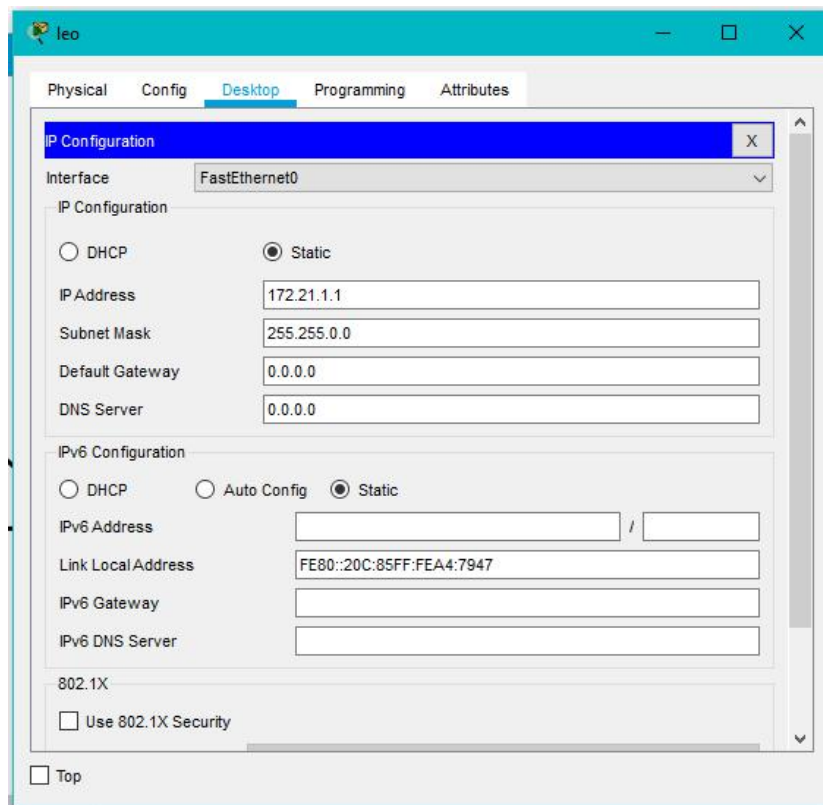 leo
Physical Config Desktop Programming Attributes
IP Configuration X
Interface FastEthernet0
IP Configuration
DHCP Static
IP Address 172.21.1.1
Subnet Mask 255.255.0.0
Default Gateway 0.0.0.0
DNS Server 0.0.0.0
IPv6 Configuration
DHCP Auto Config Static
IPv6 Address /
Link Local Address FE80::20C:85FF:FEA4:7947
IPv6 Gateway
IPv6 DNS Server
802.1X
Use 802.1X Security
Top